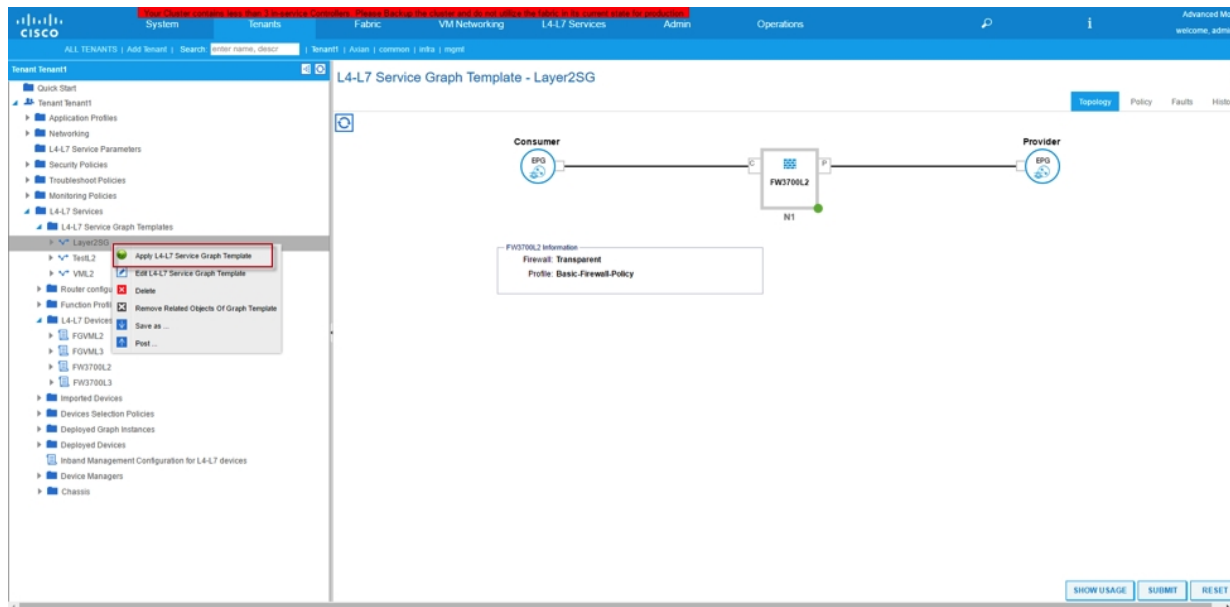 Your Cluster contains less than 3 in-service Controllers. Please Backup the cluster and do not utilize the fabric in its current state for production.
CISCO
System
Tenants
Fabric
VM Networking
L4-L7 Services
Admin
Operations
i
Advanced Mo
welcome, admi
ALL TENANTS | Add Tenant | Search: enter name, descr | Tenant1 | Asian | common | infra | mgmt
Tenant Tenant1
Quick Start
Tenant Tenant1
Application Profiles
Networking
L4-L7 Service Parameters
Security Policies
Troubleshoot Policies
Monitoring Policies
L4-L7 Services
L4-L7 Service Graph Templates
Layer2SG
TestL2
VML2
Router configu
Function Profil
L4-L7 Devices
FGVML2
FGVML3
FW3700L2
FW3700L3
Imported Devices
Devices Selection Policies
Deployed Graph Instances
Deployed Devices
Inband Management Configuration for L4-L7 devices
Device Managers
Chassis
Apply L4-L7 Service Graph Template
Edit L4-L7 Service Graph Template
Delete
Remove Related Objects Of Graph Template
Save as ...
Post ...
L4-L7 Service Graph Template - Layer2SG
Topology
Policy
Faults
Histo
Consumer
EPG
C
FW3700L2
P
N1
Provider
EPG
FW3700L2 Information
Firewall: Transparent
Profile: Basic-Firewall-Policy
SHOW USAGE
SUBMIT
RESET